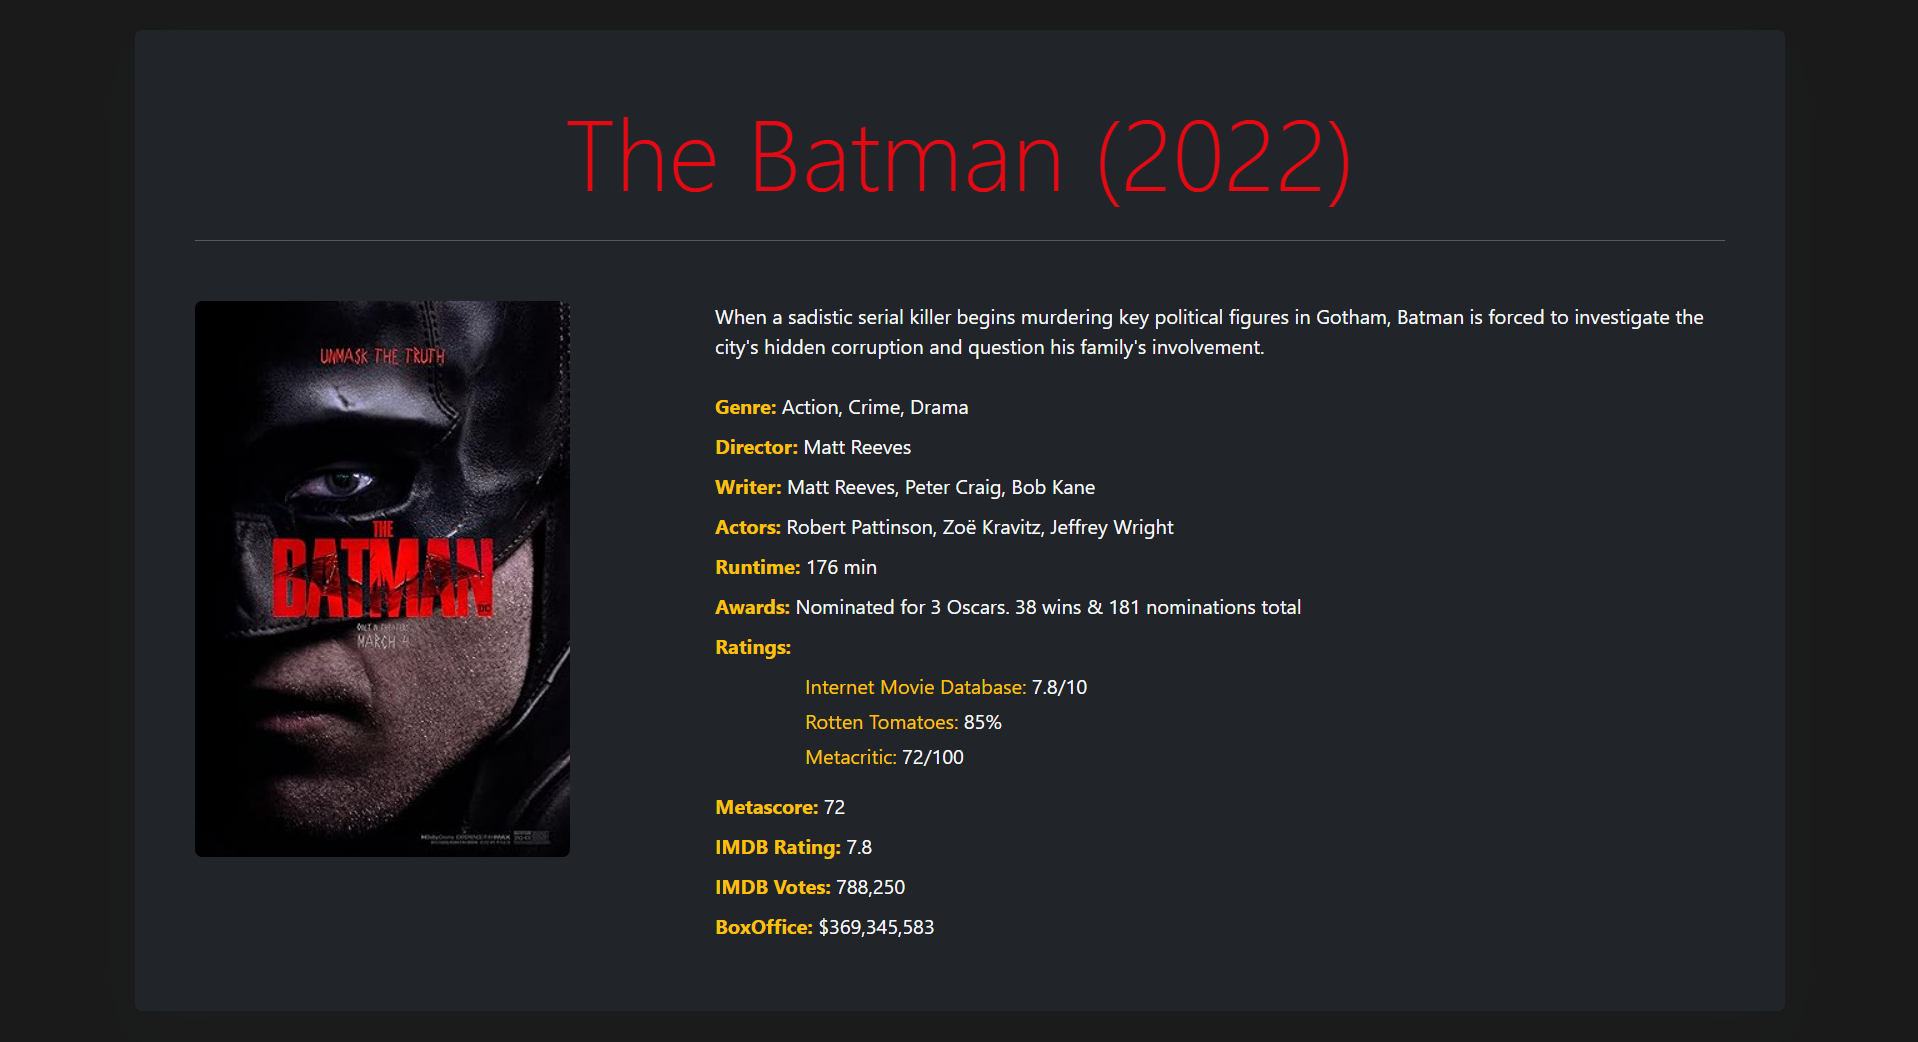 The Batman (2022)
UNMASK THE TRUTH
THE
BATMAN
DC
ONLY IN THEATERS
MARCH 4
When a sadistic serial killer begins murdering key political figures in Gotham, Batman is forced to investigate the
city's hidden corruption and question his family's involvement.
Genre: Action, Crime, Drama
Director: Matt Reeves
Writer: Matt Reeves, Peter Craig, Bob Kane
Actors: Robert Pattinson, Zoë Kravitz, Jeffrey Wright
Runtime: 176 min
Awards: Nominated for 3 Oscars. 38 wins & 181 nominations total
Ratings:
Internet Movie Database: 7.8/10
Rotten Tomatoes: 85%
Metacritic: 72/100
Metascore: 72
IMDB Rating: 7.8
IMDB Votes: 788,250
BoxOffice: $369,345,583